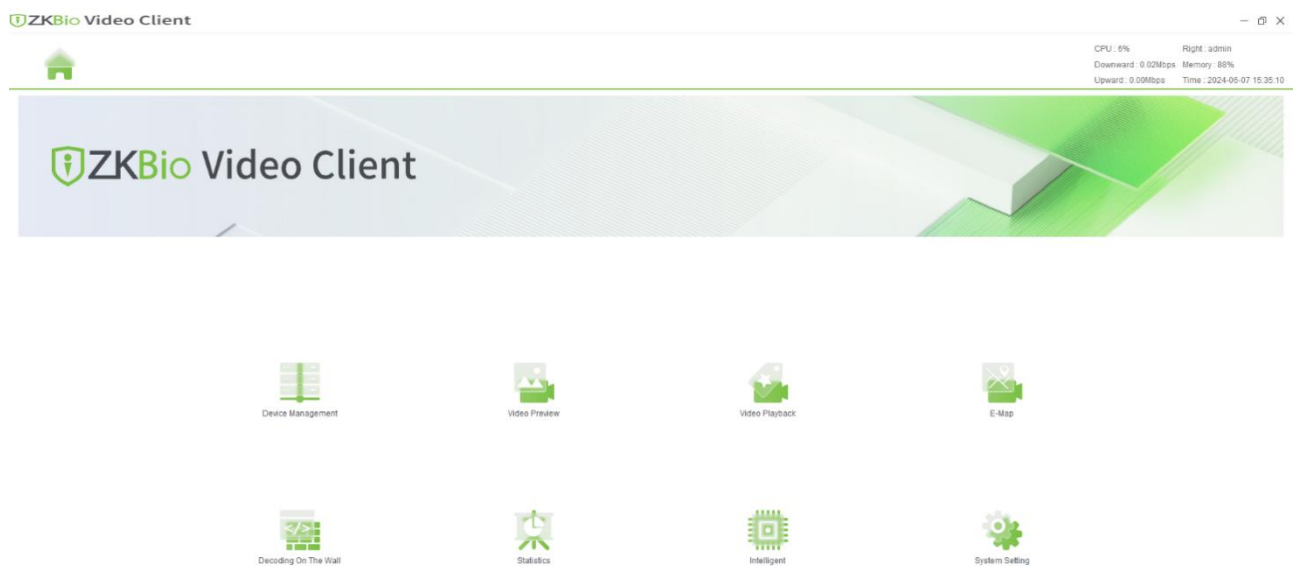 ZKBio Video Client
CPU : 6% Right : admin
Downward : 0.02Mbps Memory : 88%
Upward : 0.00Mbps Time : 2024-06-07 15:35:10
ZKBio Video Client
Device Management Video Preview Video Playback E-Map
Decoding On The Wall Statistics Intelligent System Setting